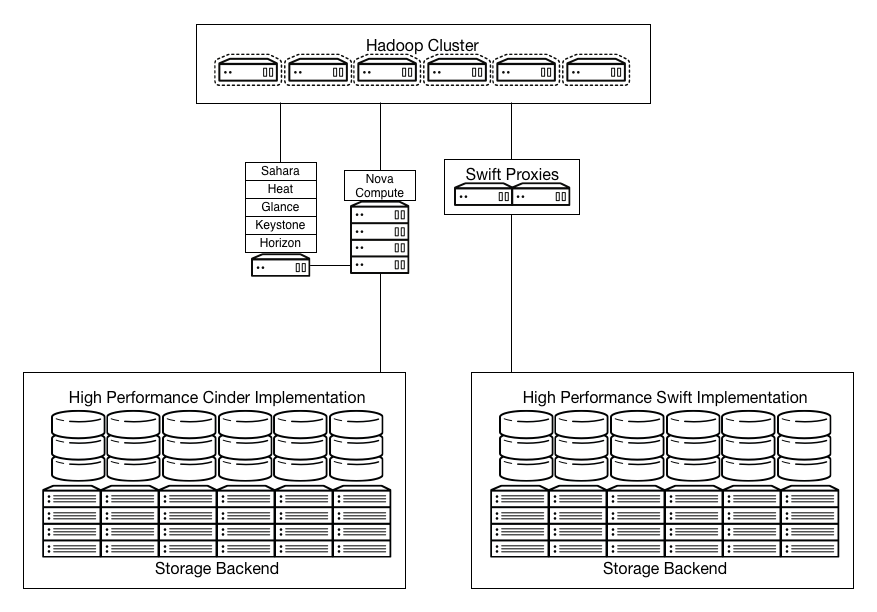 Hadoop Cluster
Sahara
Heat
Glance
Keystone
Horizon
Nova
Compute
Swift Proxies
High Performance Cinder Implementation
Storage Backend
High Performance Swift Implementation
Storage Backend